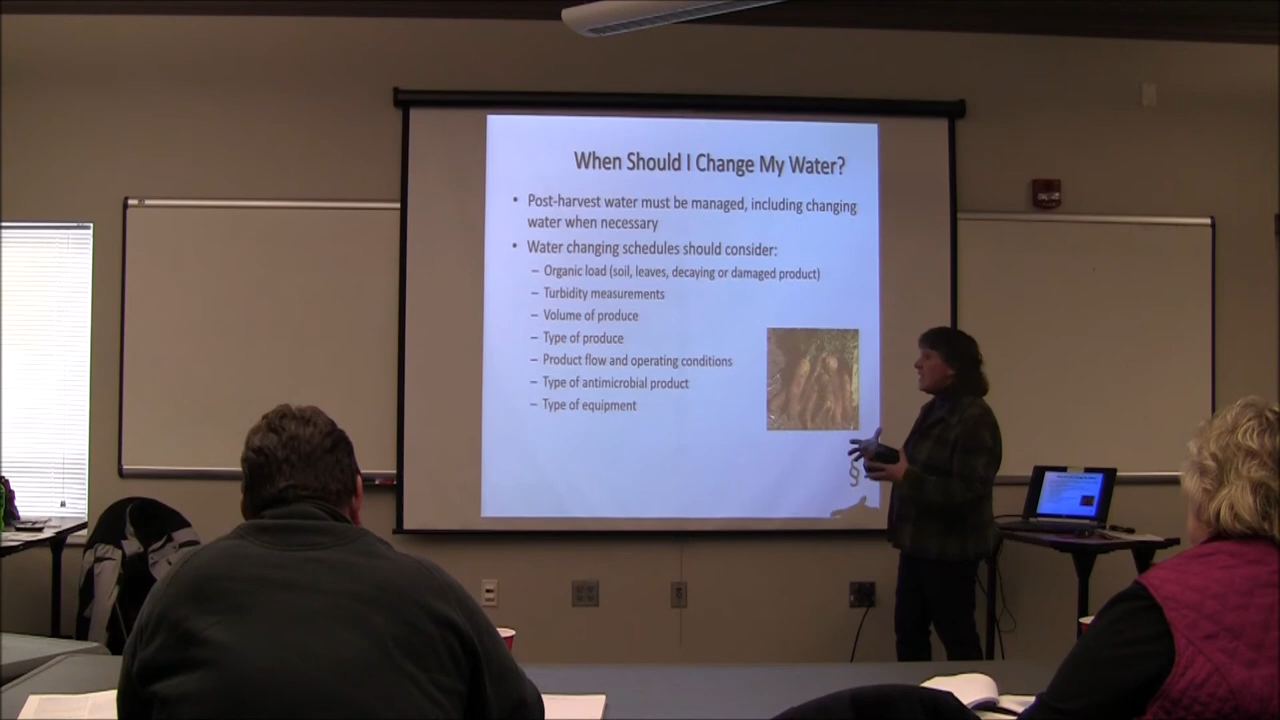 When Should I Change My Water?
• Post-harvest water must be managed, including changing
water when necessary
• Water changing schedules should consider:
– Organic load (soil, leaves, decaying or damaged product)
– Turbidity measurements
– Volume of produce
– Type of produce
– Product flow and operating conditions
– Type of antimicrobial product
– Type of equipment
§